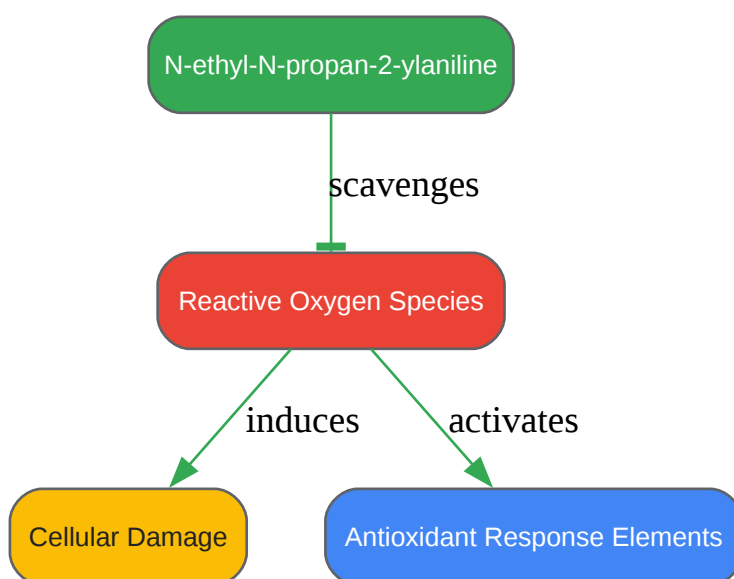 N-ethyl-N-propan-2-ylaniline
scavenges
Reactive Oxygen Species
induces
activates
Cellular Damage
Antioxidant Response Elements